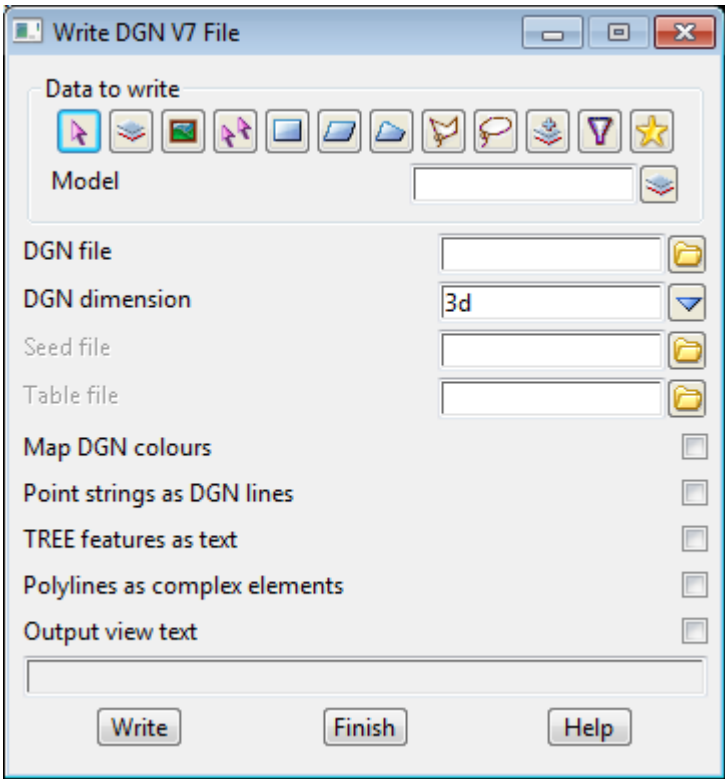 Write DGN V7 File
Data to write
Model
DGN file
DGN dimension 3d
Seed file
Table file
Map DGN colours
Point strings as DGN lines
TREE features as text
Polylines as complex elements
Output view text
Write Finish Help